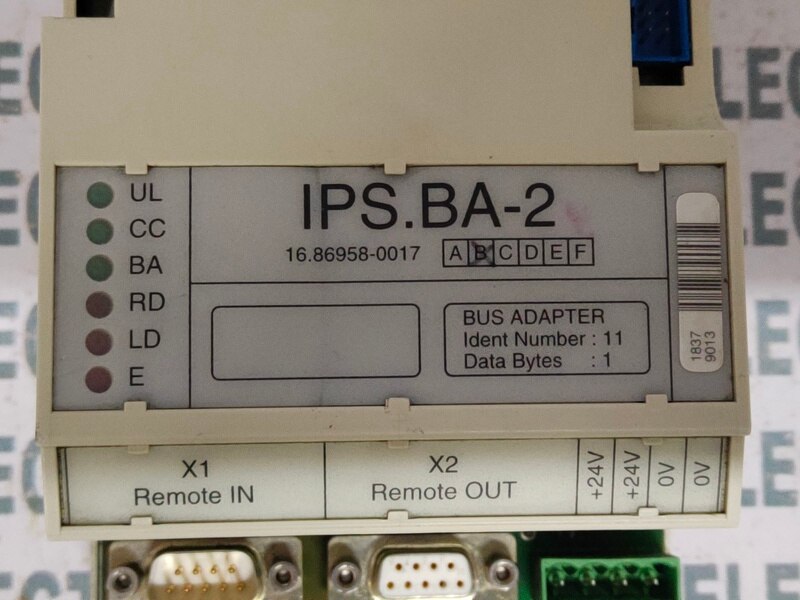 UL
CC
BA
RD
LD
E
IPS.BA-2
16.86958-0017 A B C D E F
BUS ADAPTER
Ident Number : 11
Data Bytes : 1
1837
9013
X1
Remote IN
X2
Remote OUT
+24V
+24V
0V
0V